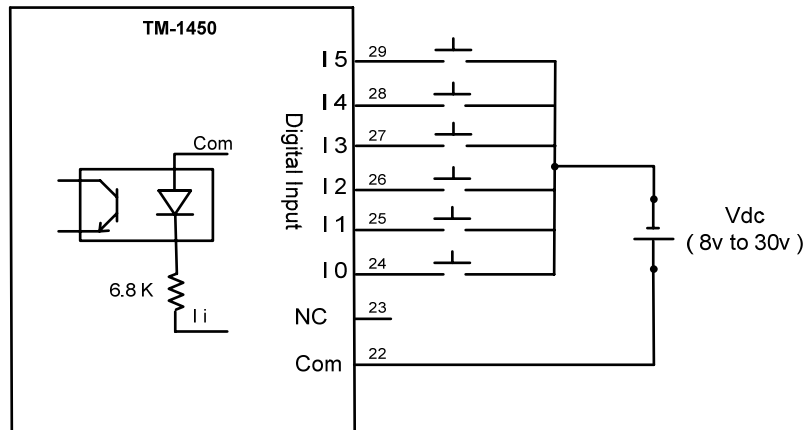 TM-1450
I 5 29
I 4 28
I 3 27
I 2 26
I 1 25
I 0 24
NC 23
Com 22
Digital Input
Com
6.8 K
I i
Vdc
( 8v to 30v )